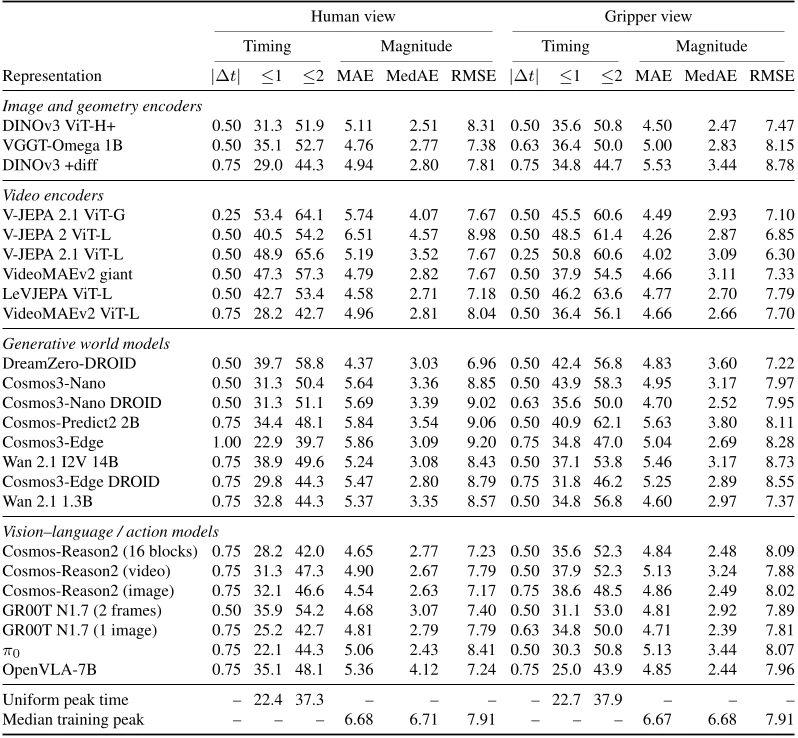 Human view Gripper view
Timing Magnitude Timing Magnitude
Representation |Δt| ≤1 ≤2 MAE MedAE RMSE |Δt| ≤1 ≤2 MAE MedAE RMSE
Image and geometry encoders
DINOv3 ViT-H+ 0.50 31.3 51.9 5.11 2.51 8.31 0.50 35.6 50.8 4.50 2.47 7.47
VGGT-Omega 1B 0.50 35.1 52.7 4.76 2.77 7.38 0.63 36.4 50.0 5.00 2.83 8.15
DINOv3 +diff 0.75 29.0 44.3 4.94 2.80 7.81 0.75 34.8 44.7 5.53 3.44 8.78
Video encoders
V-JEPA 2.1 ViT-G 0.25 53.4 64.1 5.74 4.07 7.67 0.50 45.5 60.6 4.49 2.93 7.10
V-JEPA 2 ViT-L 0.50 40.5 54.2 6.51 4.57 8.98 0.50 48.5 61.4 4.26 2.87 6.85
V-JEPA 2.1 ViT-L 0.50 48.9 65.6 5.19 3.52 7.67 0.25 50.8 60.6 4.02 3.09 6.30
VideoMAEv2 giant 0.50 47.3 57.3 4.79 2.82 7.67 0.50 37.9 54.5 4.66 3.11 7.33
LeVJEPA ViT-L 0.50 42.7 53.4 4.58 2.71 7.18 0.50 46.2 63.6 4.77 2.70 7.79
VideoMAEv2 ViT-L 0.75 28.2 42.7 4.96 2.81 8.04 0.50 36.4 56.1 4.66 2.66 7.70
Generative world models
DreamZero-DROID 0.50 39.7 58.8 4.37 3.03 6.96 0.50 42.4 56.8 4.83 3.60 7.22
Cosmos3-Nano 0.50 31.3 50.4 5.64 3.36 8.85 0.50 43.9 58.3 4.95 3.17 7.97
Cosmos3-Nano DROID 0.50 31.3 51.1 5.69 3.39 9.02 0.63 35.6 50.0 4.70 2.52 7.95
Cosmos-Predict2 2B 0.75 34.4 48.1 5.84 3.54 9.06 0.50 40.9 62.1 5.63 3.80 8.11
Cosmos3-Edge 1.00 22.9 39.7 5.86 3.09 9.20 0.75 34.8 47.0 5.04 2.69 8.28
Wan 2.1 I2V 14B 0.75 38.9 49.6 5.24 3.08 8.43 0.50 37.1 53.8 5.46 3.17 8.73
Cosmos3-Edge DROID 0.75 29.8 44.3 5.47 2.80 8.79 0.75 31.8 46.2 5.25 2.89 8.55
Wan 2.1 1.3B 0.75 32.8 44.3 5.37 3.35 8.57 0.50 34.8 56.8 4.60 2.97 7.37
Vision–language / action models
Cosmos-Reason2 (16 blocks) 0.75 28.2 42.0 4.65 2.77 7.23 0.50 35.6 52.3 4.84 2.48 8.09
Cosmos-Reason2 (video) 0.75 31.3 47.3 4.90 2.67 7.79 0.50 37.9 52.3 5.13 3.24 7.88
Cosmos-Reason2 (image) 0.75 32.1 46.6 4.54 2.63 7.17 0.75 38.6 48.5 4.86 2.49 8.02
GR00T N1.7 (2 frames) 0.50 35.9 54.2 4.68 3.07 7.40 0.50 31.1 53.0 4.81 2.92 7.89
GR00T N1.7 (1 image) 0.75 25.2 42.7 4.81 2.79 7.79 0.63 34.8 50.0 4.71 2.39 7.81
π₀ 0.75 22.1 44.3 5.06 2.43 8.41 0.50 30.3 50.8 5.13 3.44 8.07
OpenVLA-7B 0.75 35.1 48.1 5.36 4.12 7.24 0.75 25.0 43.9 4.85 2.44 7.96
Uniform peak time – 22.4 37.3 – – – – 22.7 37.9 – – –
Median training peak – – – 6.68 6.71 7.91 – – – 6.67 6.68 7.91